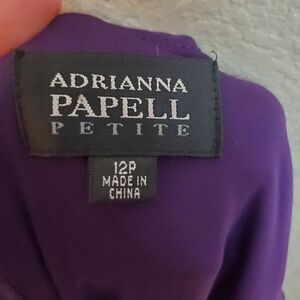 ADRIANNA
PAPELL
PETITE
12P
MADE IN
CHINA